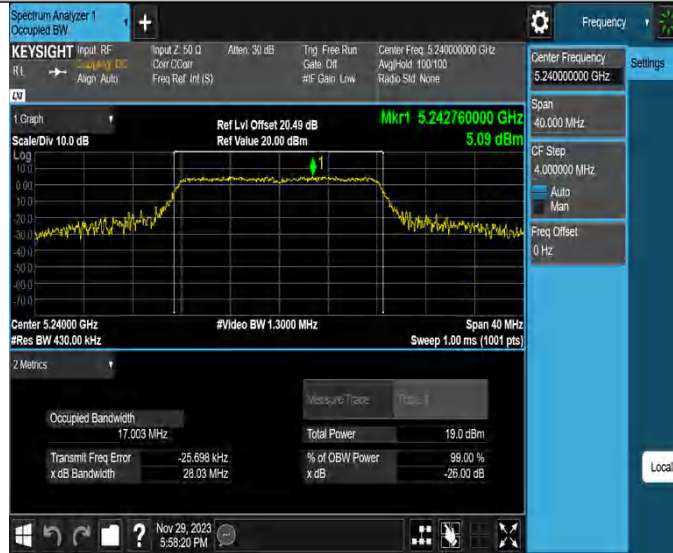 Spectrum Analyzer 1
Occupied BW
+
Frequency
KEYSIGHT
RL
Input: RF
Coupling: DC
Align: Auto
Input Z: 50 Ω
Corr CCorr
Freq Ref: Int (S)
Atten: 30 dB
Trig: Free Run
Gate: Off
#IF Gain: Low
Center Freq: 5.240000000 GHz
Avg|Hold: 100/100
Radio Std: None
LXI
1 Graph
Scale/Div 10.0 dB
Ref Lvl Offset 20.49 dB
Ref Value 20.00 dBm
Mkr1 5.242760000 GHz
5.09 dBm
Log
10.0
0.00
-10.0
-20.0
-30.0
-40.0
-50.0
-60.0
-70.0
1
Center 5.24000 GHz
#Res BW 430.00 kHz
#Video BW 1.3000 MHz
Span 40 MHz
Sweep 1.00 ms (1001 pts)
2 Metrics
Measure Trace
Trace 1
Occupied Bandwidth
17.003 MHz
Total Power
19.0 dBm
Transmit Freq Error
-25.698 kHz
% of OBW Power
99.00 %
x dB Bandwidth
28.03 MHz
x dB
-26.00 dB
Center Frequency
5.240000000 GHz
Settings
Span
40.000 MHz
CF Step
4.000000 MHz
Auto
Man
Freq Offset
0 Hz
Local
?
Nov 29, 2023
5:58:20 PM